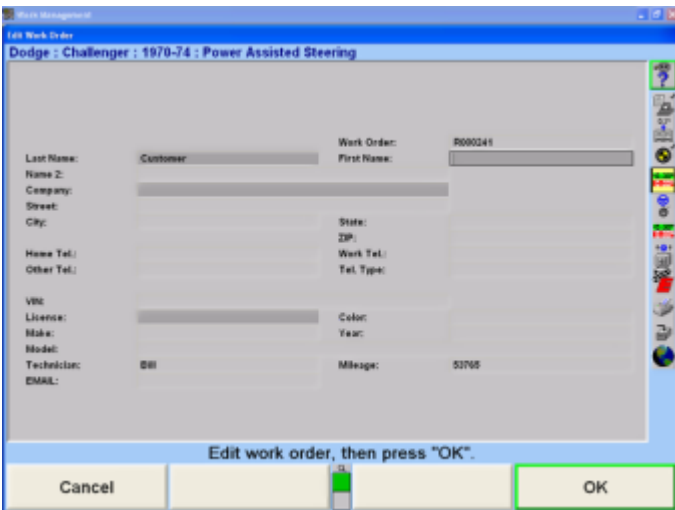 Work Management
Edit Work Order
Dodge : Challenger : 1970-74 : Power Assisted Steering
Work Order: R000241
Last Name: Customer First Name:
Name 2:
Company:
Street:
City: State:
ZIP:
Home Tel.: Work Tel.:
Other Tel.: Tel. Type:
VIN:
License: Color:
Make: Year:
Model:
Technician: Bill Mileage: 53765
EMAIL:
Edit work order, then press "OK".
Cancel OK